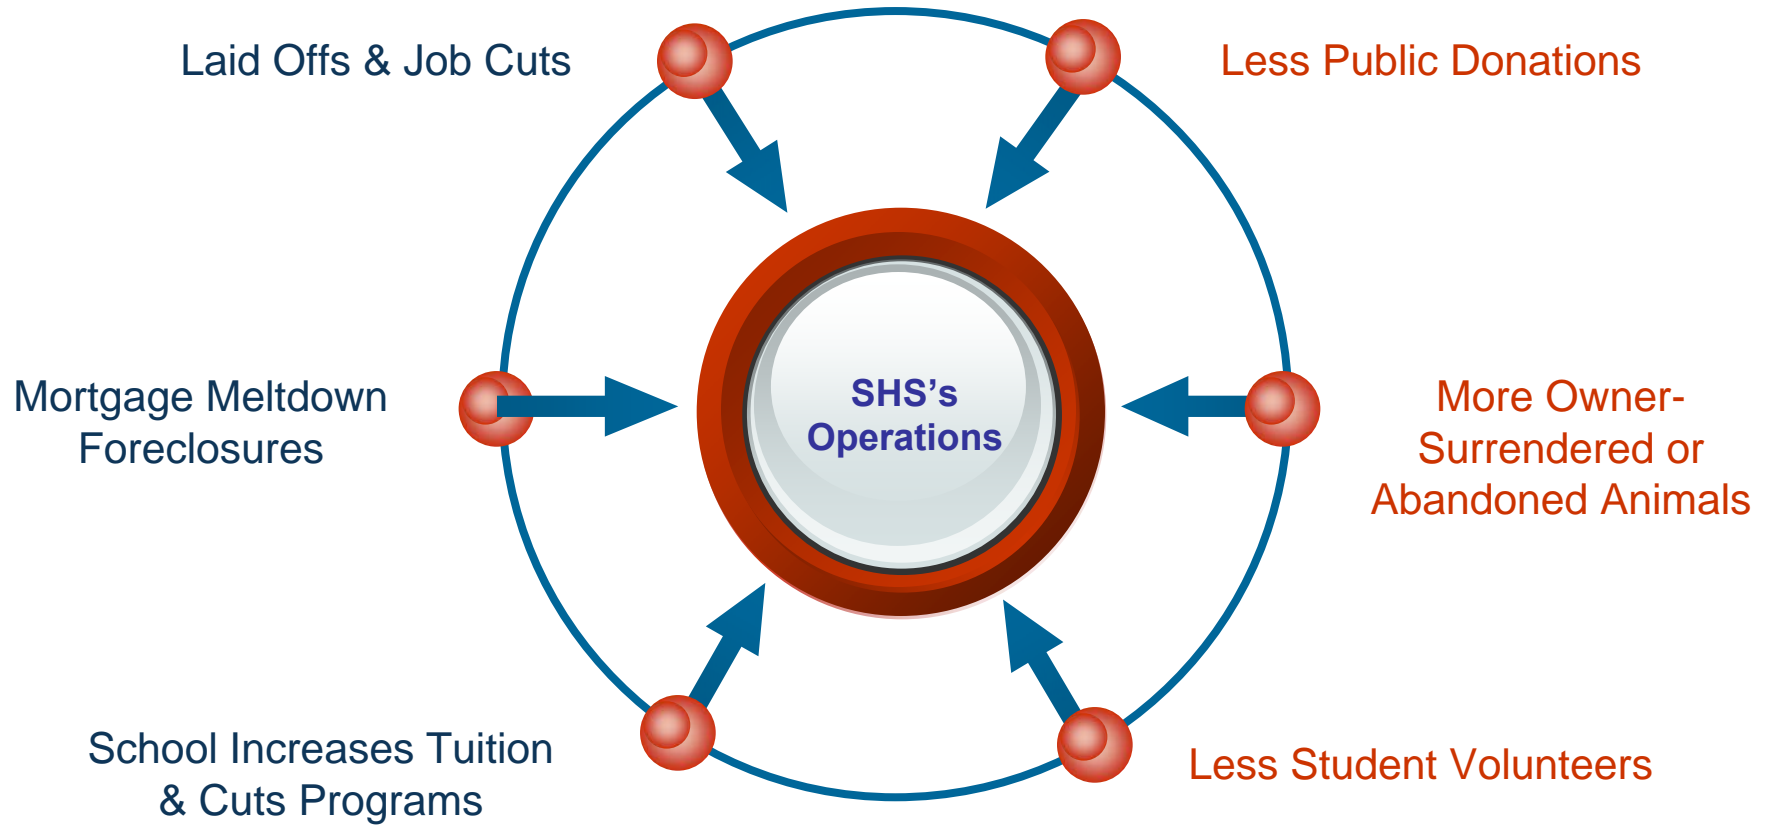 Laid Offs & Job Cuts
Less Public Donations
Mortgage Meltdown
Foreclosures
SHS’s
Operations
More Owner-
Surrendered or
Abandoned Animals
School Increases Tuition
& Cuts Programs
Less Student Volunteers